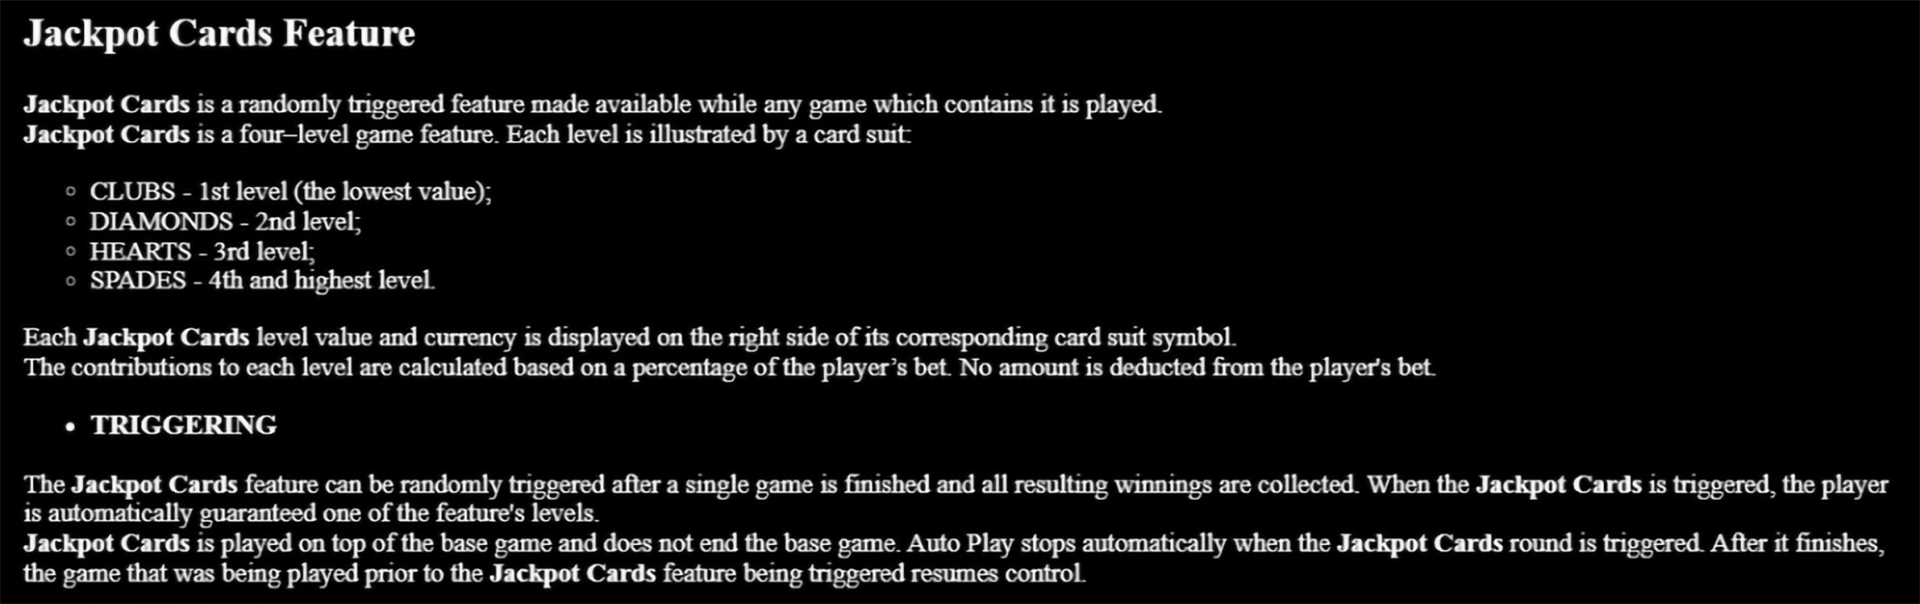 Jackpot Cards Feature
Jackpot Cards is a randomly triggered feature made available while any game which contains it is played.
Jackpot Cards is a four–level game feature. Each level is illustrated by a card suit:
CLUBS - 1st level (the lowest value);
DIAMONDS - 2nd level;
HEARTS - 3rd level;
SPADES - 4th and highest level.
Each Jackpot Cards level value and currency is displayed on the right side of its corresponding card suit symbol.
The contributions to each level are calculated based on a percentage of the player’s bet. No amount is deducted from the player's bet.
TRIGGERING
The Jackpot Cards feature can be randomly triggered after a single game is finished and all resulting winnings are collected. When the Jackpot Cards is triggered, the player
is automatically guaranteed one of the feature's levels.
Jackpot Cards is played on top of the base game and does not end the base game. Auto Play stops automatically when the Jackpot Cards round is triggered. After it finishes,
the game that was being played prior to the Jackpot Cards feature being triggered resumes control.